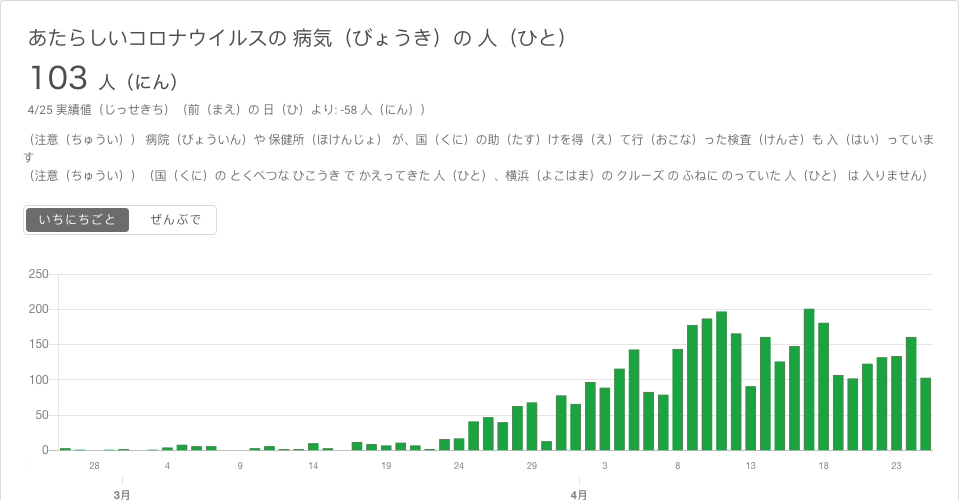 あたらしいコロナウイルスの 病気（びょうき）の 人（ひと）
103 人（にん）
4/25 実績値（じっせきち）（前（まえ）の 日（ひ）より: -58 人（にん））
（注意（ちゅうい）） 病院（びょういん）や 保健所（ほけんじょ） が、国（くに）の助（たす）けを得（え）て行（おこな）った検査（けんさ）も 入（はい）っていま
す
（注意（ちゅうい））（国（くに）の とくべつな ひこうき で かえってきた 人（ひと）、横浜（よこはま）の クルーズ の ふねに のっていた 人（ひと） は 入りません）
いちにちごと ぜんぶで
250
200
150
100
50
0
28 4 9 14 19 24 29 3 8 13 18 23
3月 4月